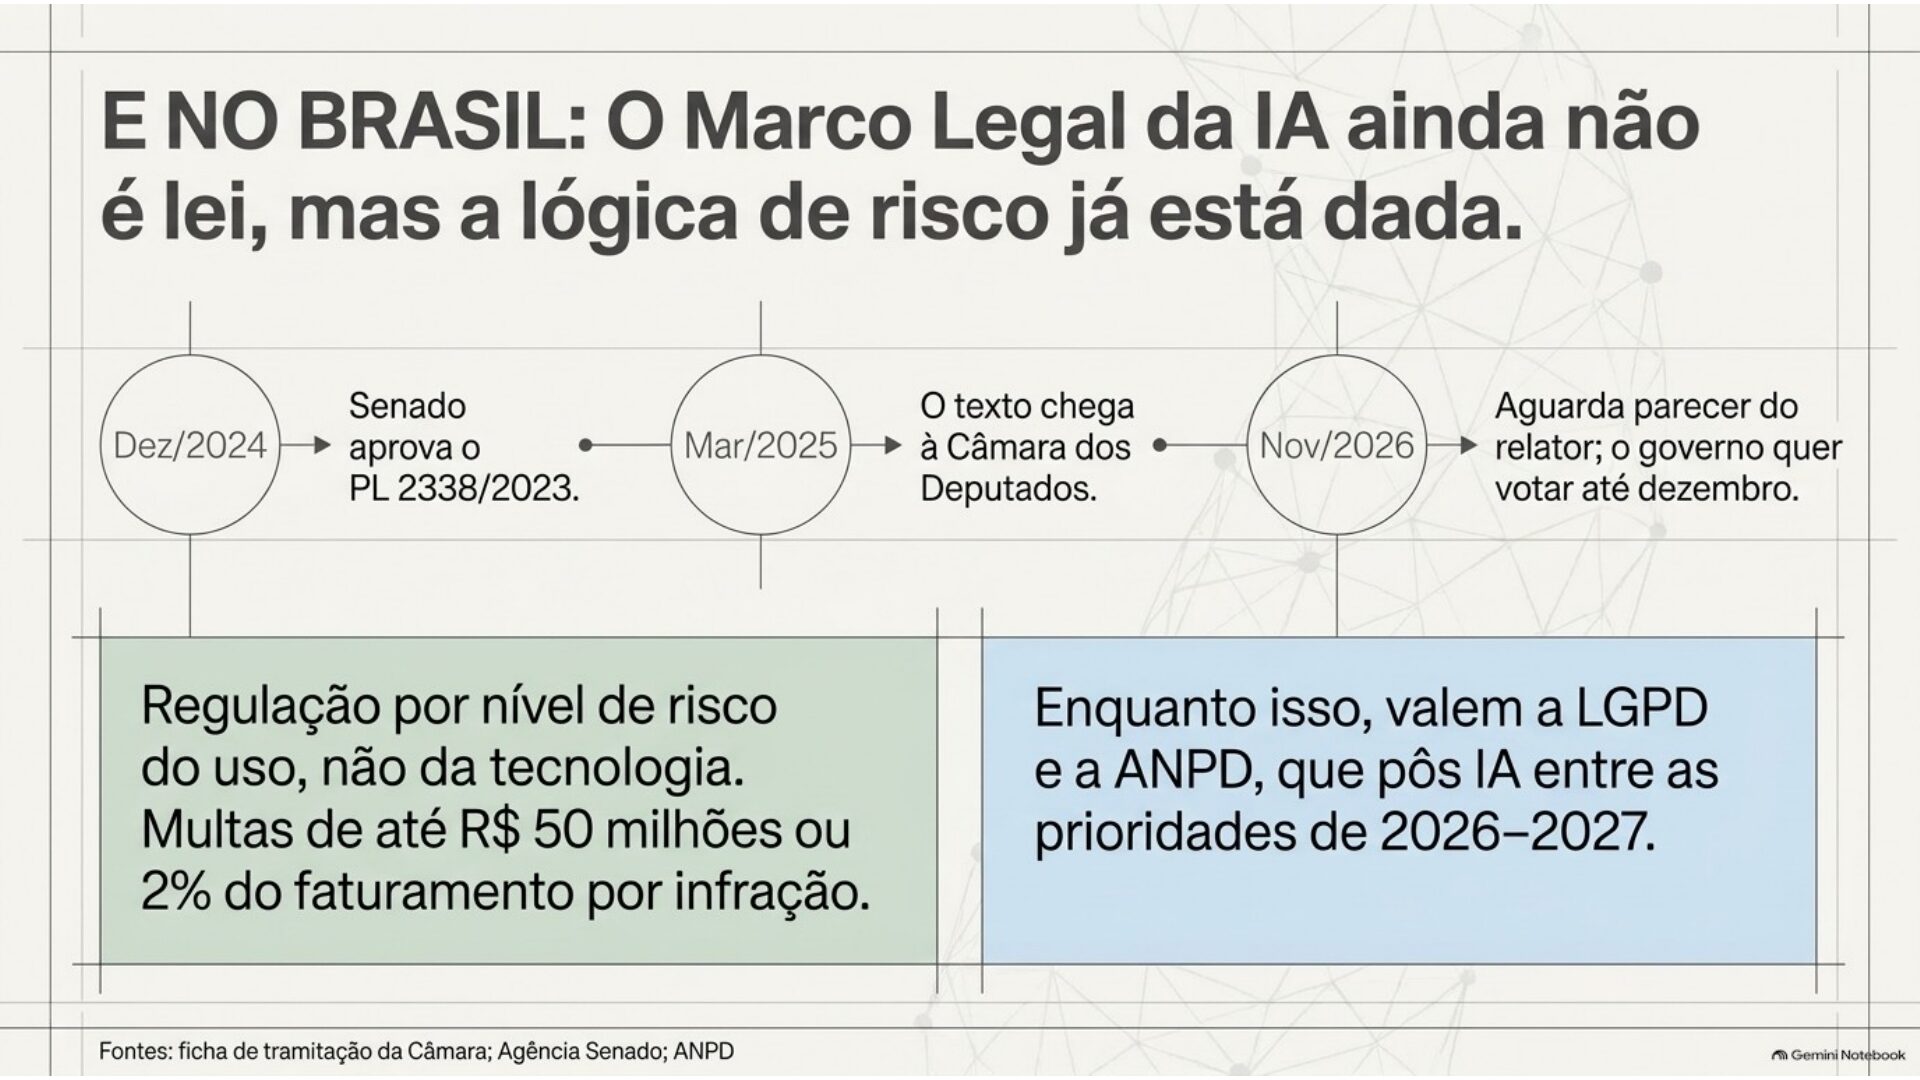 E NO BRASIL: O Marco Legal da IA ainda não
é lei, mas a lógica de risco já está dada.
Dez/2024
Senado
aprova o
PL 2338/2023.
Mar/2025
O texto chega
à Câmara dos
Deputados.
Nov/2026
Aguarda parecer do
relator; o governo quer
votar até dezembro.
Regulação por nível de risco
do uso, não da tecnologia.
Multas de até R$ 50 milhões ou
2% do faturamento por infração.
Enquanto isso, valem a LGPD
e a ANPD, que pôs IA entre as
prioridades de 2026–2027.
Fontes: ficha de tramitação da Câmara; Agência Senado; ANPD
Gemini Notebook